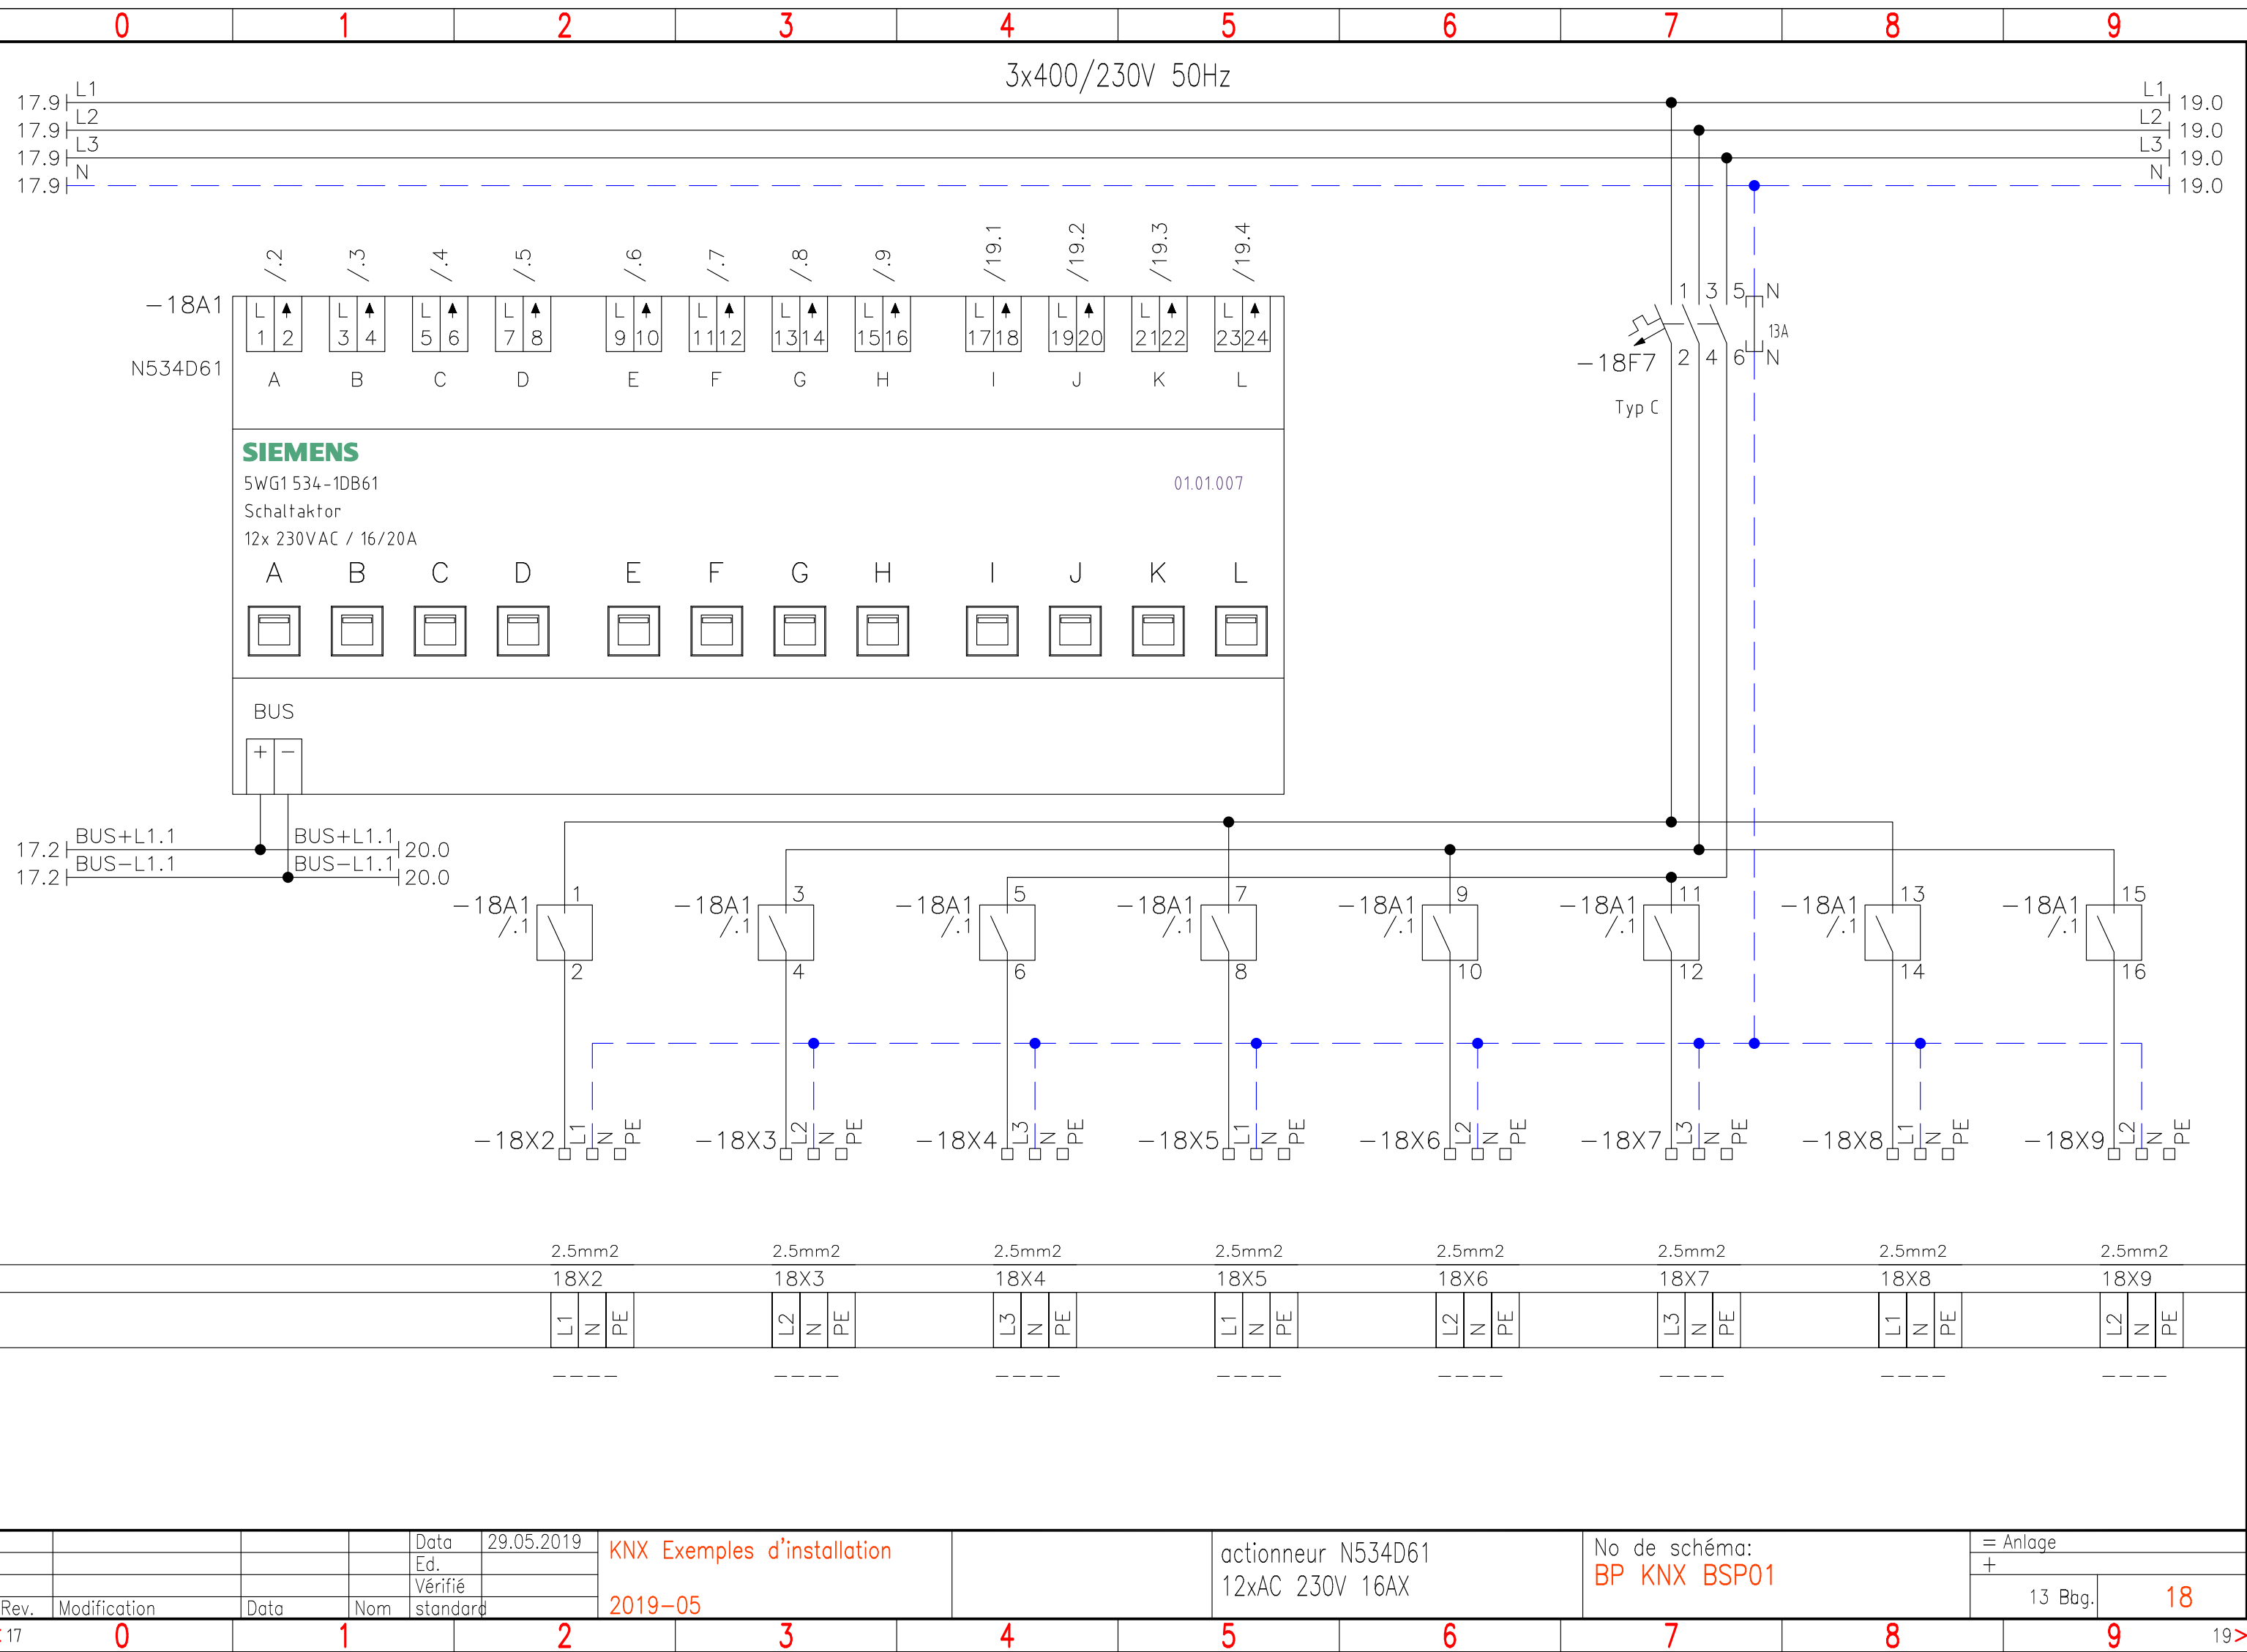 0 1 2 3 4 5 6 7 8 9
3x400/230V 50Hz
17.9 L1 L1 19.0
17.9 L2 L2 19.0
17.9 L3 L3 19.0
17.9 N N 19.0
/.2 /.3 /.4 /.5 /.6 /.7 /.8 /.9 /19.1 /19.2 /19.3 /19.4
-18A1
L L L L L L L L L L L L
1 2 3 4 5 6 7 8 9 10 11 12 13 14 15 16 17 18 19 20 21 22 23 24
N534D61
A B C D E F G H I J K L
1 3 5 N
13A
-18F7 2 4 6 N
Typ C
SIEMENS
5WG1 534-1DB61 01.01.007
Schaltaktor
12x 230VAC / 16/20A
A B C D E F G H I J K L
BUS
+ -
17.2 BUS+L1.1 BUS+L1.1 20.0
17.2 BUS-L1.1 BUS-L1.1 20.0
1 3 5 7 9 11 13 15
-18A1 -18A1 -18A1 -18A1 -18A1 -18A1 -18A1 -18A1
/.1 /.1 /.1 /.1 /.1 /.1 /.1 /.1
2 4 6 8 10 12 14 16
-18X2 L1 N PE -18X3 L2 N PE -18X4 L3 N PE -18X5 L1 N PE -18X6 L2 N PE -18X7 L3 N PE -18X8 L1 N PE -18X9 L2 N PE
2.5mm2 2.5mm2 2.5mm2 2.5mm2 2.5mm2 2.5mm2 2.5mm2 2.5mm2
18X2 18X3 18X4 18X5 18X6 18X7 18X8 18X9
L1 N PE L2 N PE L3 N PE L1 N PE L2 N PE L3 N PE L1 N PE L2 N PE
---- ---- ---- ---- ---- ---- ---- ----
Data 29.05.2019
Ed.
Vérifié
Rev. Modification Data Nom standard
KNX Exemples d'installation
2019-05
actionneur N534D61
12xAC 230V 16AX
No de schéma:
BP KNX BSP01
= Anlage
+
13 Bbg. 18
17 0 1 2 3 4 5 6 7 8 9 19>